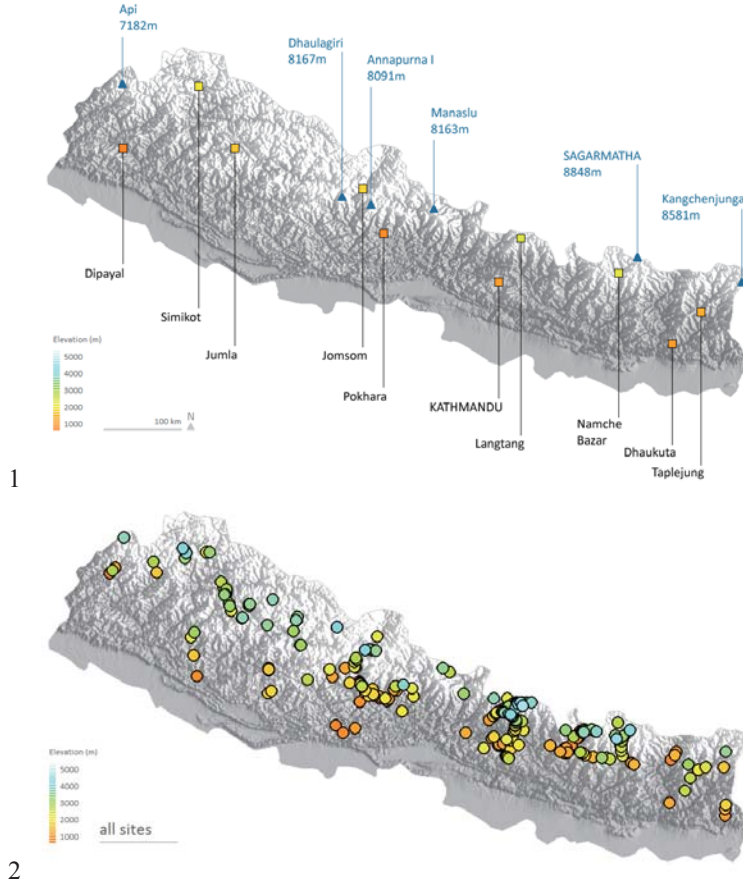 Api
7182m
Dhaulagiri
8167m
Annapurna I
8091m
Manaslu
8163m
SAGARMATHA
8848m
Kangchenjunga
8581m
Dipayal
Simikot
Jumla
Jomsom
Pokhara
KATHMANDU
Langtang
Namche
Bazar
Dhaukuta
Taplejung
Elevation (m)
5000
4000
3000
2000
1000
100 km
N
1
Elevation (m)
5000
4000
3000
2000
1000
all sites
2